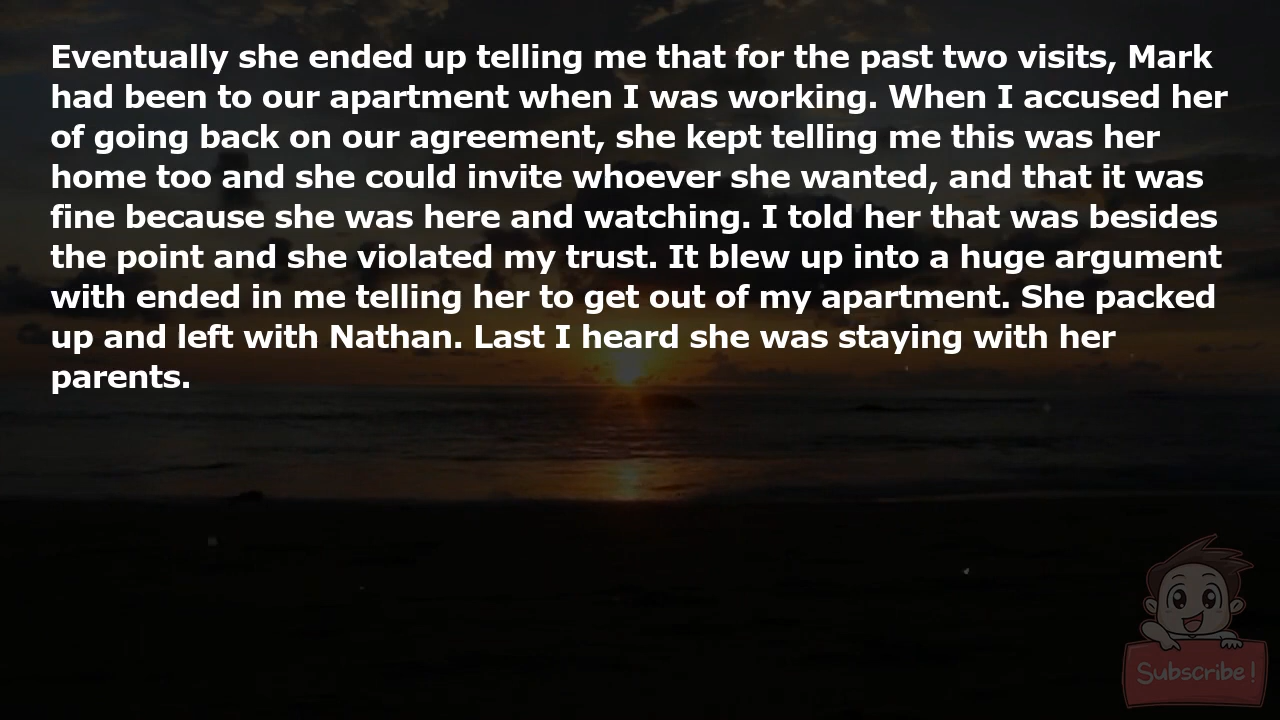 Eventually she ended up telling me that for the past two visits, Mark
had been to our apartment when I was working. When I accused her
of going back on our agreement, she kept telling me this was her
home too and she could invite whoever she wanted, and that it was
fine because she was here and watching. I told her that was besides
the point and she violated my trust. It blew up into a huge argument
with ended in me telling her to get out of my apartment. She packed
up and left with Nathan. Last I heard she was staying with her
parents.
Subscribe!